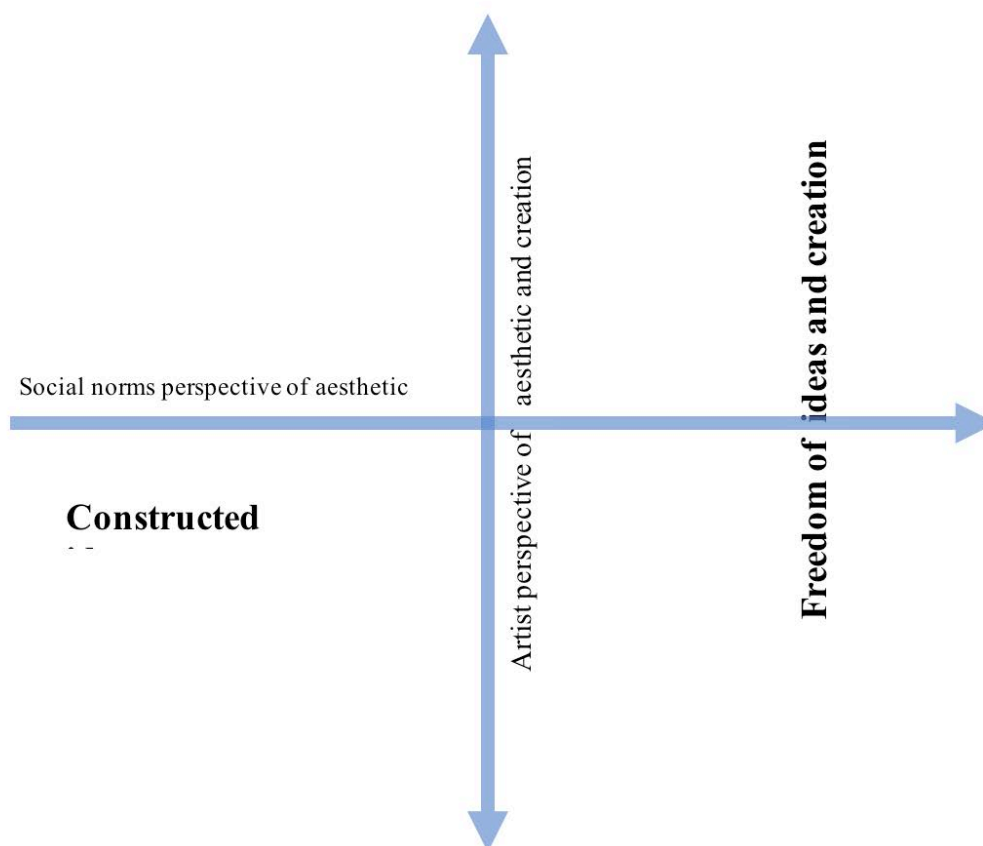 Social norms perspective of aesthetic
Constructed
Artist perspective of aesthetic and creation
Freedom of ideas and creation